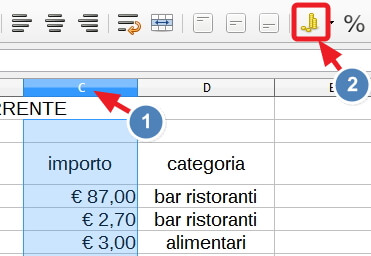 %
2
C D E
RRENTE
1
importo categoria
€ 87,00 bar ristoranti
€ 2,70 bar ristoranti
€ 3,00 alimentari